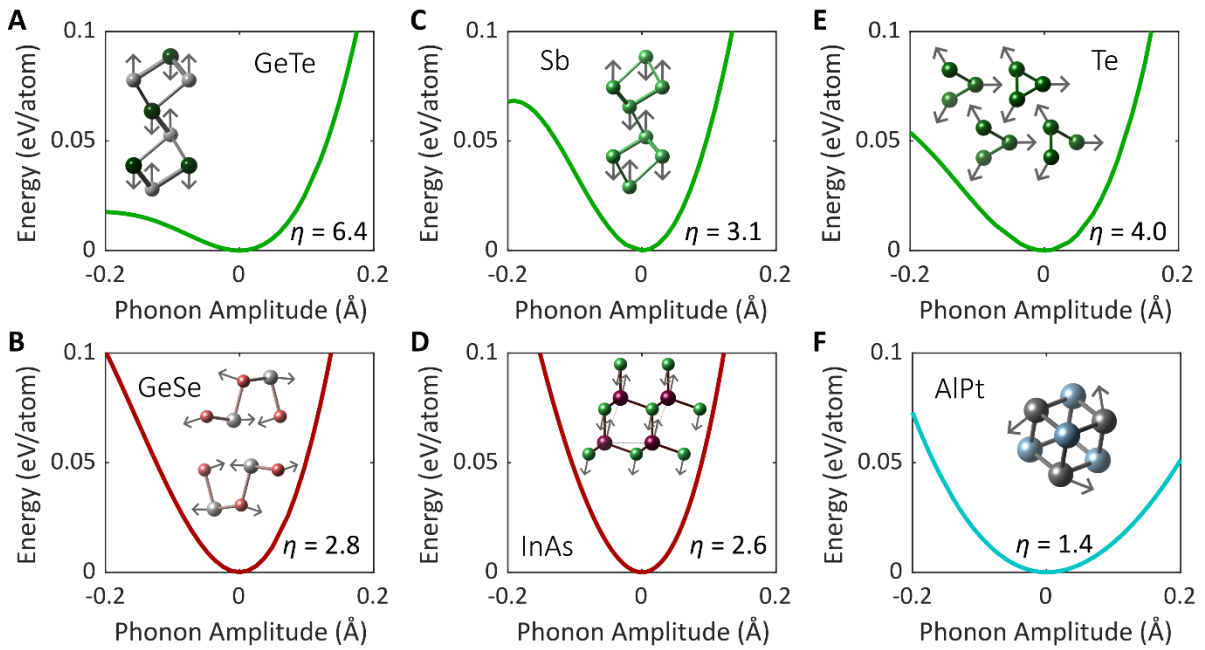 A
0.1
GeTe
0.05
0
η = 6.4
-0.2
0
0.2
Energy (eV/atom)
Phonon Amplitude (Å)
C
0.1
Sb
0.05
0
η = 3.1
-0.2
0
0.2
Energy (eV/atom)
Phonon Amplitude (Å)
E
0.1
Te
0.05
0
η = 4.0
-0.2
0
0.2
Energy (eV/atom)
Phonon Amplitude (Å)
B
0.1
GeSe
0.05
0
η = 2.8
-0.2
0
0.2
Energy (eV/atom)
Phonon Amplitude (Å)
D
0.1
0.05
InAs
η = 2.6
0
-0.2
0
0.2
Energy (eV/atom)
Phonon Amplitude (Å)
F
0.1
AlPt
0.05
η = 1.4
0
-0.2
0
0.2
Energy (eV/atom)
Phonon Amplitude (Å)